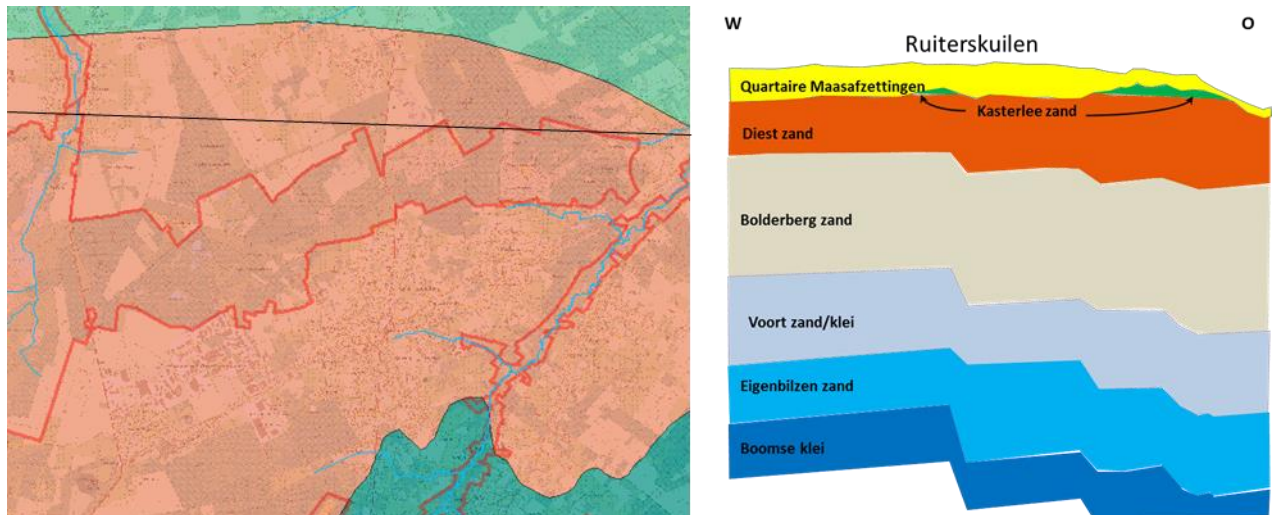 W
O
Ruiterskuilen
Quartaire Maasafzettingen
Kasterlee zand
Diest zand
Bolderberg zand
Voort zand/klei
Eigenbilzen zand
Boomse klei